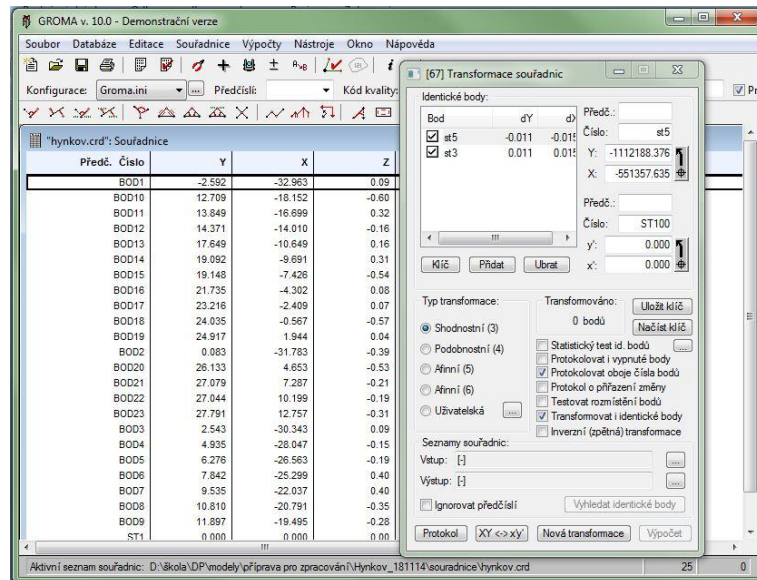 GROMA v. 10.0 - Demonstrační verze
Soubor Databáze Editace Souřadnice Výpočty Nástroje Okno Nápověda
Konfigurace: Groma.ini Předčíslí: Kód kvality: Pr
"hynkov.crd": Souřadnice
Předč. Číslo Y X Z
BOD1 -2.592 -32.963 0.09
BOD10 12.709 -18.152 -0.60
BOD11 13.849 -16.699 0.32
BOD12 14.371 -14.010 -0.16
BOD13 17.649 -10.649 0.16
BOD14 19.092 -9.691 0.31
BOD15 19.148 -7.426 -0.54
BOD16 21.735 -4.302 0.08
BOD17 23.216 -2.409 0.07
BOD18 24.035 -0.567 -0.57
BOD19 24.917 1.944 0.04
BOD2 0.083 -31.783 -0.39
BOD20 26.133 4.653 -0.53
BOD21 27.079 7.287 -0.21
BOD22 27.044 10.199 -0.19
BOD23 27.791 12.757 -0.31
BOD3 2.543 -30.343 0.09
BOD4 4.935 -28.047 -0.15
BOD5 6.276 -26.563 -0.19
BOD6 7.842 -25.299 0.40
BOD7 9.535 -22.037 0.40
BOD8 10.810 -20.791 -0.35
BOD9 11.897 -19.495 -0.28
ST1 0.000 0.000 0.00
[67] Transformace souřadnic
Identické body:
Bod dY dX
st5 -0.011 -0.015
st3 0.011 0.015
Předč.:
Číslo: st5
Y: -1112188.376
X: -551357.635
Předč.:
Číslo: ST100
y': 0.000
x': 0.000
Klíč Přidat Ubrat
Typ transformace:
Shodnostní (3)
Podobnostní (4)
Afinní (5)
Afinní (6)
Uživatelská ...
Transformováno:
0 bodů
Uložit klíč
Načíst klíč
Statistický test id. bodů ...
Protokolovat i vypnuté body
Protokolovat oboje čísla bodů
Protokol o přiřazení změny
Testovat rozmístění bodů
Transformovat i identické body
Inverzní (zpětná) transformace
Seznamy souřadnic:
Vstup: [-] ...
Výstup: [-] ...
Ignorovat předčíslí Vyhledat identické body
Protokol XY <-> x'y' Nová transformace Výpočet
Aktivní seznam souřadnic: D:\škola\DP\modely\příprava pro zpracování\Hynkov_181114\souradnice\hynkov.crd 25 0